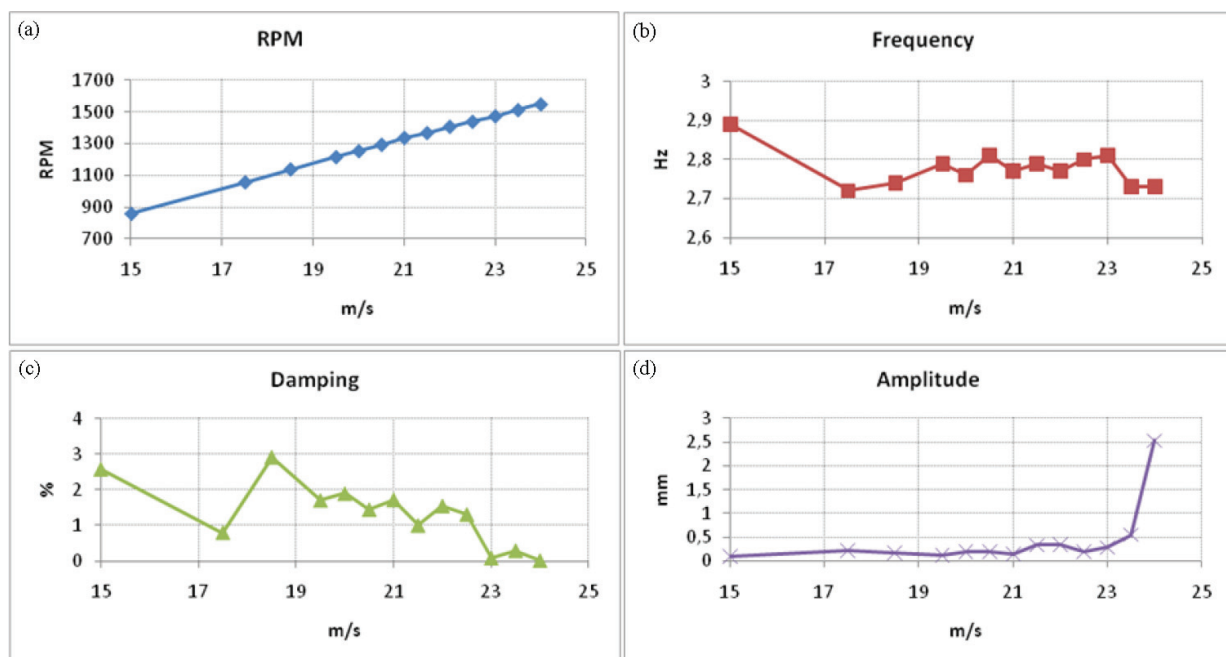 (a)
RPM
1700
1500
1300
1100
900
700
RPM
15 17 19 21 23 25
m/s
(b)
Frequency
3
2,9
2,8
2,7
2,6
Hz
15 17 19 21 23 25
m/s
(c)
Damping
4
3
2
1
0
%
15 17 19 21 23 25
m/s
(d)
Amplitude
3
2,5
2
1,5
1
0,5
0
mm
15 17 19 21 23 25
m/s